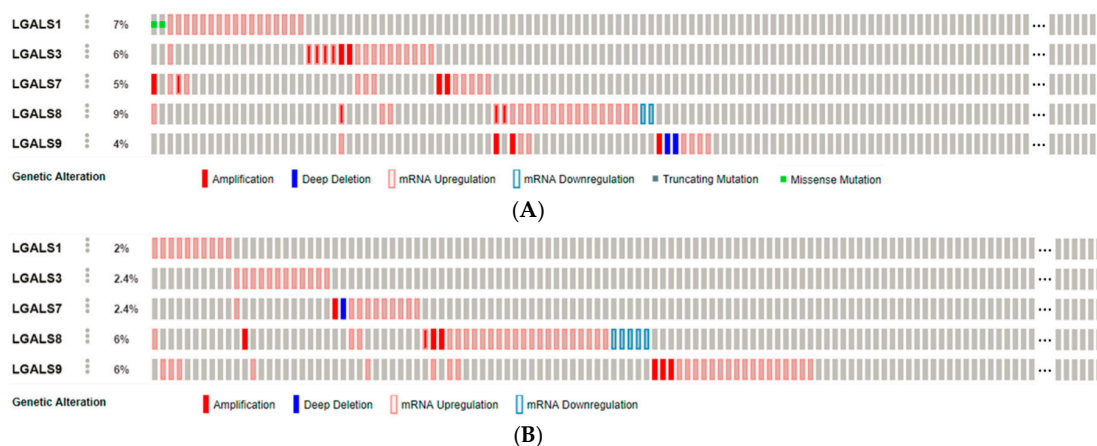 LGALS1 7% ...
LGALS3 6%
LGALS7 5%
LGALS8 9% ...
LGALS9 4% ...
Genetic Alteration Amplification Deep Deletion mRNA Upregulation mRNA Downregulation Truncating Mutation Missense Mutation
(A)
LGALS1 2% ...
LGALS3 2.4%
LGALS7 2.4% ...
LGALS8 6% ...
LGALS9 6% ...
Genetic Alteration Amplification Deep Deletion mRNA Upregulation mRNA Downregulation
(B)